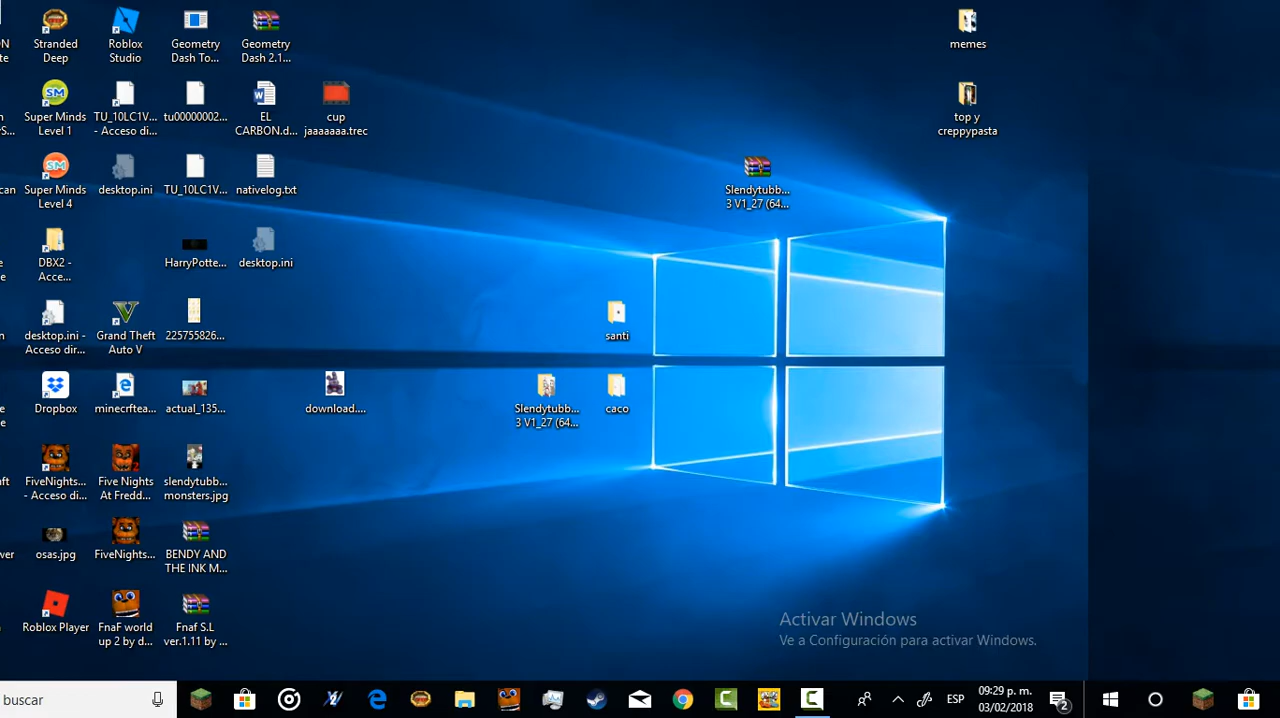 Stranded
Deep
Roblox
Studio
Geometry
Dash To...
Geometry
Dash 2.1...
memes
Super Minds
Level 1
TU_10LC1V...
- Acceso di...
tu00000002...
EL
CARBON.d...
cup
jaaaaaaa.trec
top y
creppypasta
Super Minds
Level 4
desktop.ini
TU_10LC1V...
nativelog.txt
Slendytubb...
3 V1_27 (64...
DBX2 -
Acce...
HarryPotte...
desktop.ini
desktop.ini -
Acceso dir...
Grand Theft
Auto V
225755826...
santi
Dropbox
minecrftea...
actual_135...
download....
Slendytubb...
3 V1_27 (64...
caco
FiveNights...
- Acceso di...
Five Nights
At Fredd...
slendytubb...
monsters.jpg
osas.jpg
FiveNights...
BENDY AND
THE INK M...
Roblox Player
FnaF world
up 2 by d...
Fnaf S.L
ver.1.11 by ...
Activar Windows
Ve a Configuración para activar Windows.
buscar
ESP
09:29 p. m.
03/02/2018
2